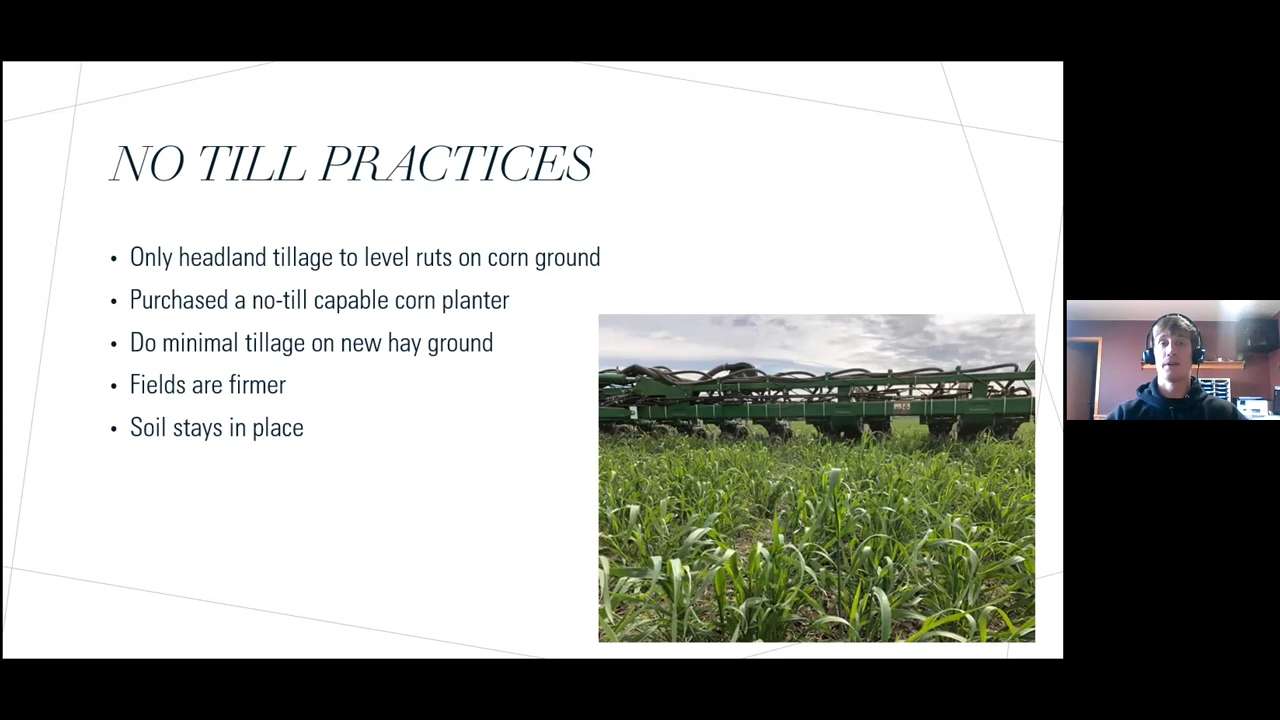 NO TILL PRACTICES
• Only headland tillage to level ruts on corn ground
• Purchased a no-till capable corn planter
• Do minimal tillage on new hay ground
• Fields are firmer
• Soil stays in place